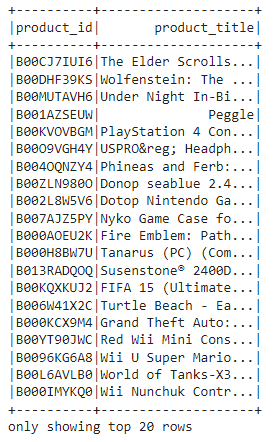 +----------+--------------------+
|product_id|       product_title|
+----------+--------------------+
|B00CJ7IUI6|The Elder Scrolls...|
|B00DHF39KS|Wolfenstein: The ...|
|B00MUTAVH6|Under Night In-Bi...|
|B001AZSEUW|              Peggle|
|B00KVOVBGM|PlayStation 4 Con...|
|B00O9VGH4Y|USPRO&reg; Headph...|
|B004OQNZY4|Phineas and Ferb:...|
|B00ZLN980O|Donop seablue 2.4...|
|B002L8W5V6|Dotop Nintendo Ga...|
|B007AJZ5PY|Nyko Game Case fo...|
|B000AOEU2K|Fire Emblem: Path...|
|B000H8BW7U|Tanarus (PC) (Com...|
|B013RADQOQ|Susenstone® 2400D...|
|B00KQXKUJ2|FIFA 15 (Ultimate...|
|B006W41X2C|Turtle Beach - Ea...|
|B000KCX9M4|Grand Theft Auto:...|
|B00YT90JWC|Red Wii Mini Cons...|
|B0096KG6A8|Wii U Super Mario...|
|B00L6AVLB0|World of Tanks-X3...|
|B000IMYKQ0|Wii Nunchuk Contr...|
+----------+--------------------+
only showing top 20 rows